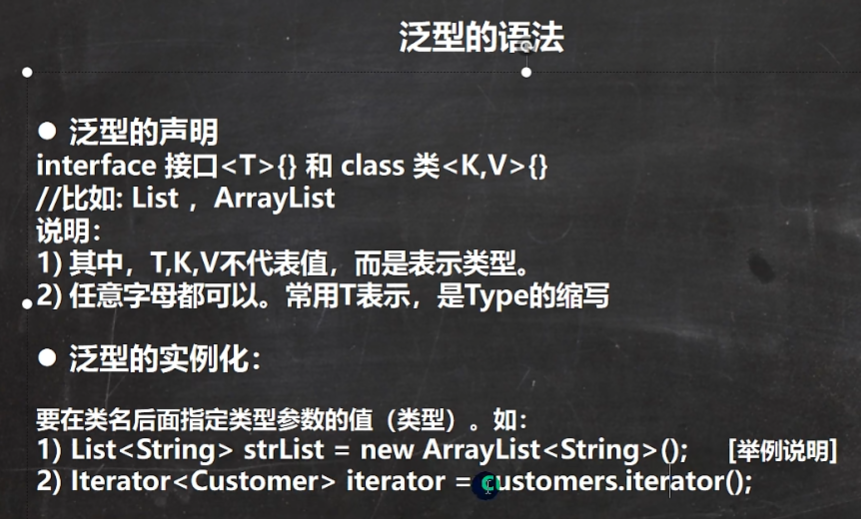 泛型的语法
● 泛型的声明
interface 接口<T>{} 和 class 类<K,V>{}
//比如: List ，ArrayList
说明：
1) 其中，T,K,V不代表值，而是表示类型。
2) 任意字母都可以。常用T表示，是Type的缩写
● 泛型的实例化：
要在类名后面指定类型参数的值（类型）。如：
1) List<String> strList = new ArrayList<String>(); [举例说明]
2) Iterator<Customer> iterator = customers.iterator();